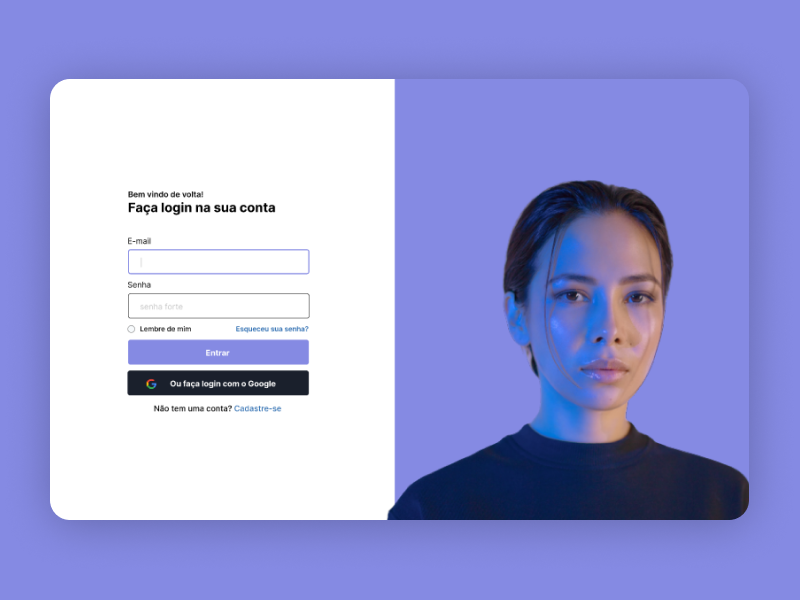 Bem vindo de volta!
Faça login na sua conta
E-mail
Senha
senha forte
Lembre de mim Esqueceu sua senha?
Entrar
Ou faça login com o Google
Não tem uma conta? Cadastre-se